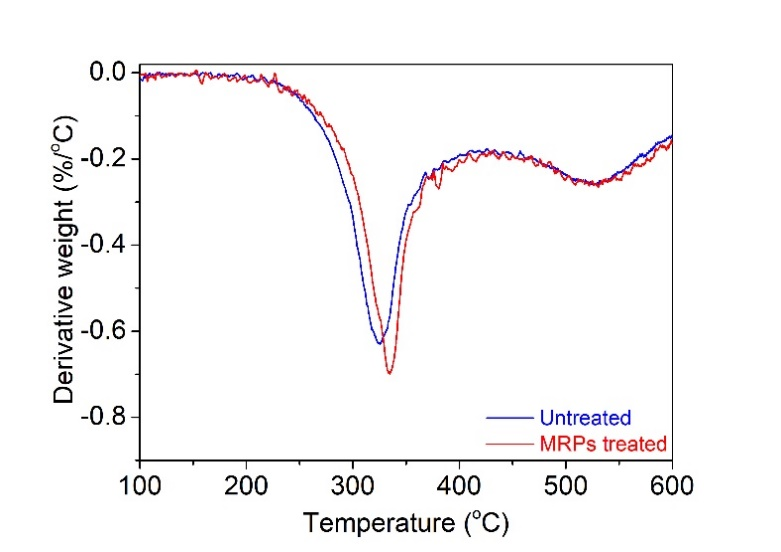 0.0
-0.2
-0.4
-0.6
-0.8
Derivative weight (%/°C)
Untreated
MRPs treated
100 200 300 400 500 600
Temperature (°C)